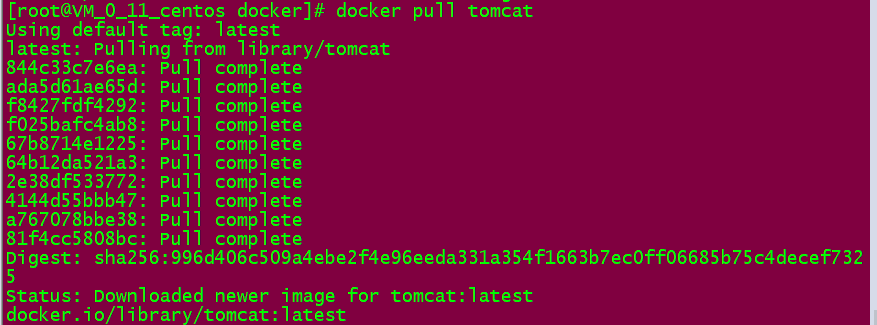 [root@VM_0_11_centos docker]# docker pull tomcat
Using default tag: latest
latest: Pulling from library/tomcat
844c33c7e6ea: Pull complete
ada5d61ae65d: Pull complete
f8427fdf4292: Pull complete
f025bafc4ab8: Pull complete
67b8714e1225: Pull complete
64b12da521a3: Pull complete
2e38df533772: Pull complete
4144d55bbb47: Pull complete
a767078bbe38: Pull complete
81f4cc5808bc: Pull complete
Digest: sha256:996d406c509a4ebe2f4e96eeda331a354f1663b7ec0ff06685b75c4decef732
5
Status: Downloaded newer image for tomcat:latest
docker.io/library/tomcat:latest